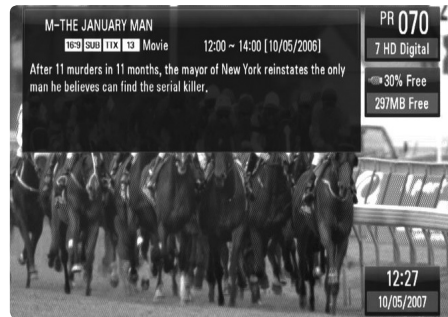 M-THE JANUARY MAN
16:9 SUB TTX 13 Movie 12:00 ~ 14:00 [10/05/2006]
After 11 murders in 11 months, the mayor of New York reinstates the only
man he believes can find the serial killer.
PR 070
7 HD Digital
30% Free
297MB Free
12:27
10/05/2007